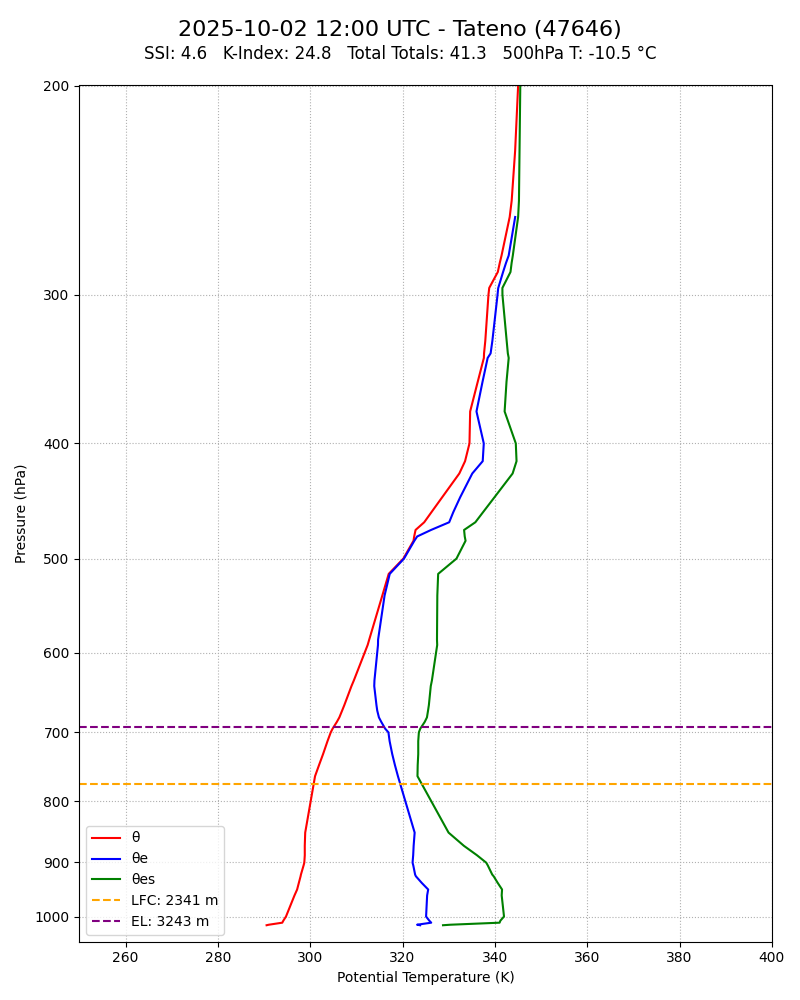 2025-10-02 12:00 UTC - Tateno (47646)
SSI: 4.6 K-Index: 24.8 Total Totals: 41.3 500hPa T: -10.5 °C
200
300
400
500
600
700
800
900
1000
Pressure (hPa)
θ
θe
θes
LFC: 2341 m
EL: 3243 m
260 280 300 320 340 360 380 400
Potential Temperature (K)